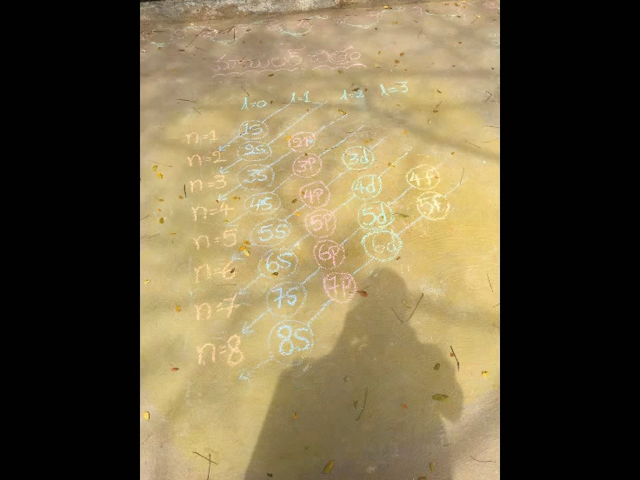 l=0 l=1 l=2 l=3
n=1 1S
n=2 2S 2p
n=3 3S 3p 3d
n=4 4S 4p 4d 4f
n=5 5S 5p 5d 5f
n=6 6S 6p 6d
n=7 7S 7p
n=8 8S